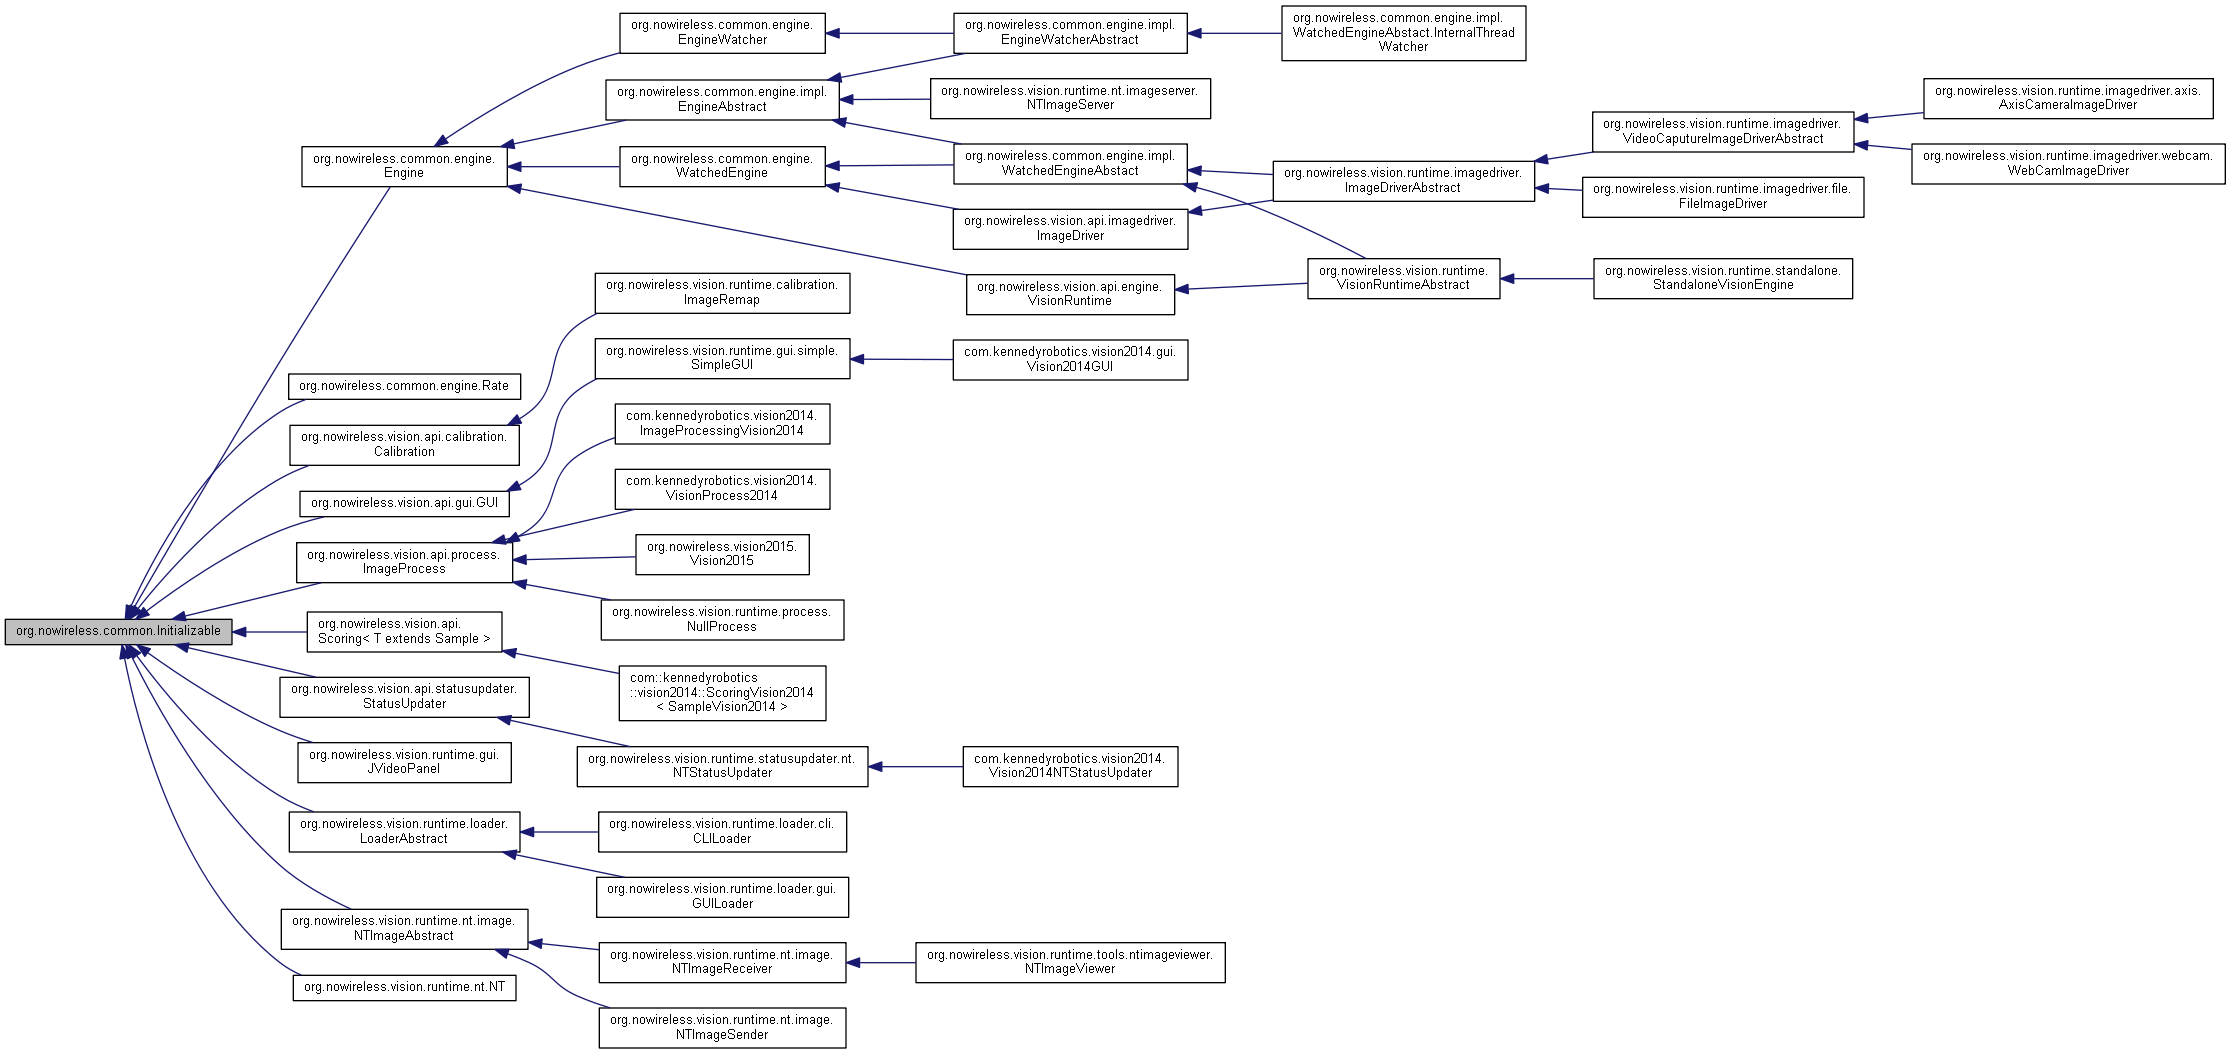 org.nowireless.common.engine.
EngineWatcher
org.nowireless.common.engine.impl.
EngineWatcherAbstract
org.nowireless.common.engine.impl.
WatchedEngineAbstact.InternalThread
Watcher
org.nowireless.common.engine.impl.
EngineAbstract
org.nowireless.vision.runtime.nt.imageserver.
NTImageServer
org.nowireless.vision.runtime.imagedriver.axis.
AxisCameraImageDriver
org.nowireless.vision.runtime.imagedriver.
VideoCaputureImageDriverAbstract
org.nowireless.common.engine.
Engine
org.nowireless.common.engine.
WatchedEngine
org.nowireless.common.engine.impl.
WatchedEngineAbstact
org.nowireless.vision.runtime.imagedriver.
ImageDriverAbstract
org.nowireless.vision.runtime.imagedriver.webcam.
WebCamImageDriver
org.nowireless.vision.runtime.imagedriver.file.
FileImageDriver
org.nowireless.vision.api.imagedriver.
ImageDriver
org.nowireless.vision.api.engine.
VisionRuntime
org.nowireless.vision.runtime.
VisionRuntimeAbstract
org.nowireless.vision.runtime.standalone.
StandaloneVisionEngine
org.nowireless.vision.runtime.calibration.
ImageRemap
org.nowireless.vision.runtime.gui.simple.
SimpleGUI
com.kennedyrobotics.vision2014.gui.
Vision2014GUI
org.nowireless.common.engine.Rate
com.kennedyrobotics.vision2014.
ImageProcessingVision2014
org.nowireless.vision.api.calibration.
Calibration
com.kennedyrobotics.vision2014.
VisionProcess2014
org.nowireless.vision.api.gui.GUI
org.nowireless.vision2015.
Vision2015
org.nowireless.vision.api.process.
ImageProcess
org.nowireless.vision.runtime.process.
NullProcess
org.nowireless.common.Initializable
org.nowireless.vision.api.
Scoring< T extends Sample >
com::kennedyrobotics
::vision2014::ScoringVision2014
< SampleVision2014 >
org.nowireless.vision.api.statusupdater.
StatusUpdater
org.nowireless.vision.runtime.gui.
JVideoPanel
org.nowireless.vision.runtime.statusupdater.nt.
NTStatusUpdater
com.kennedyrobotics.vision2014.
Vision2014NTStatusUpdater
org.nowireless.vision.runtime.loader.
LoaderAbstract
org.nowireless.vision.runtime.loader.cli.
CLILoader
org.nowireless.vision.runtime.loader.gui.
GUILoader
org.nowireless.vision.runtime.nt.image.
NTImageAbstract
org.nowireless.vision.runtime.nt.image.
NTImageReceiver
org.nowireless.vision.runtime.tools.ntimageviewer.
NTImageViewer
org.nowireless.vision.runtime.nt.NT
org.nowireless.vision.runtime.nt.image.
NTImageSender